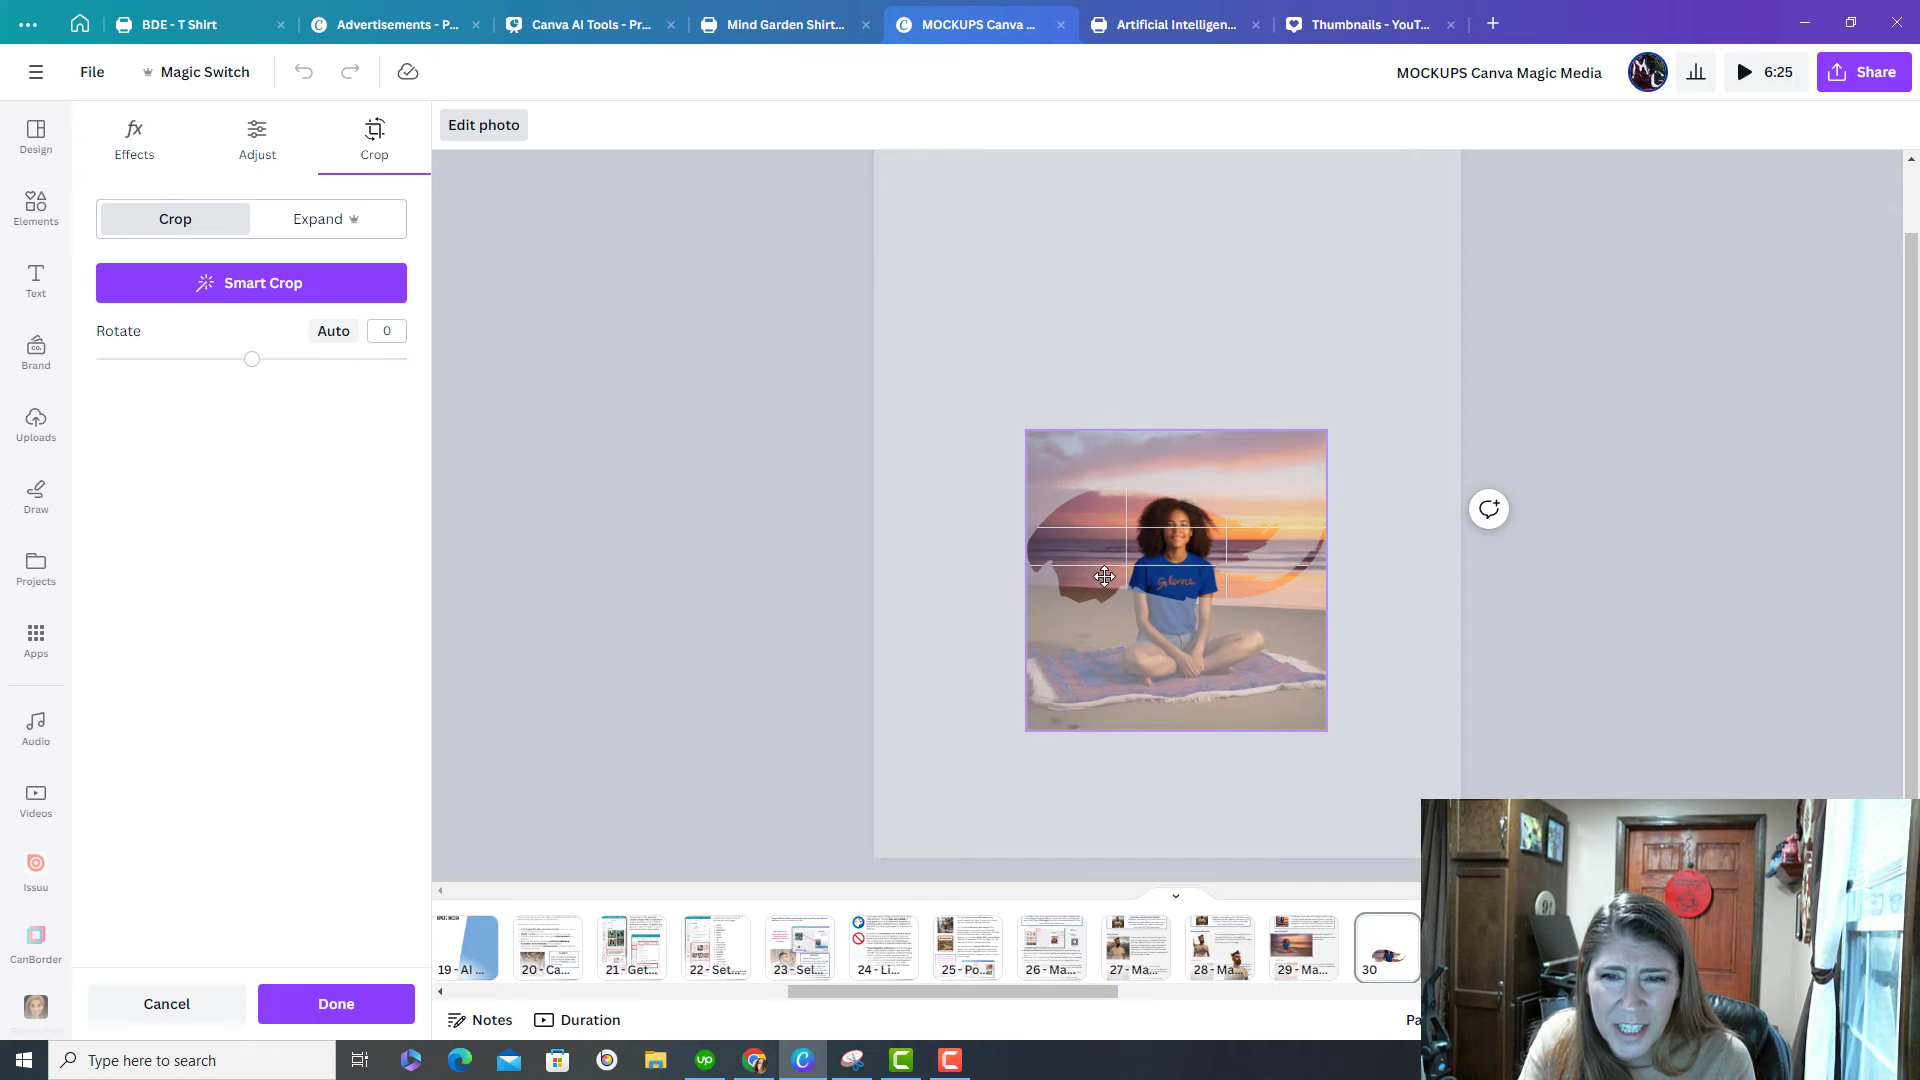 BDE - T Shirt
Advertisements - P...
Canva AI Tools - Pr...
Mind Garden Shirt...
MOCKUPS Canva ...
Artificial Intelligen...
Thumbnails - YouT...
File
Magic Switch
MOCKUPS Canva Magic Media
6:25
Share
Design
Elements
Text
Brand
Uploads
Draw
Projects
Apps
Audio
Videos
Issuu
CanBorder
Effects
Adjust
Crop
Edit photo
Crop
Expand
Smart Crop
Rotate
Auto
0
Cancel
Done
19 - AI ...
20 - Ca...
21 - Get...
22 - Set...
23 - Sel...
24 - Li...
25 - Po...
26 - Ma...
27 - Ma...
28 - Ma...
29 - Ma...
30
Notes
Duration
Type here to search